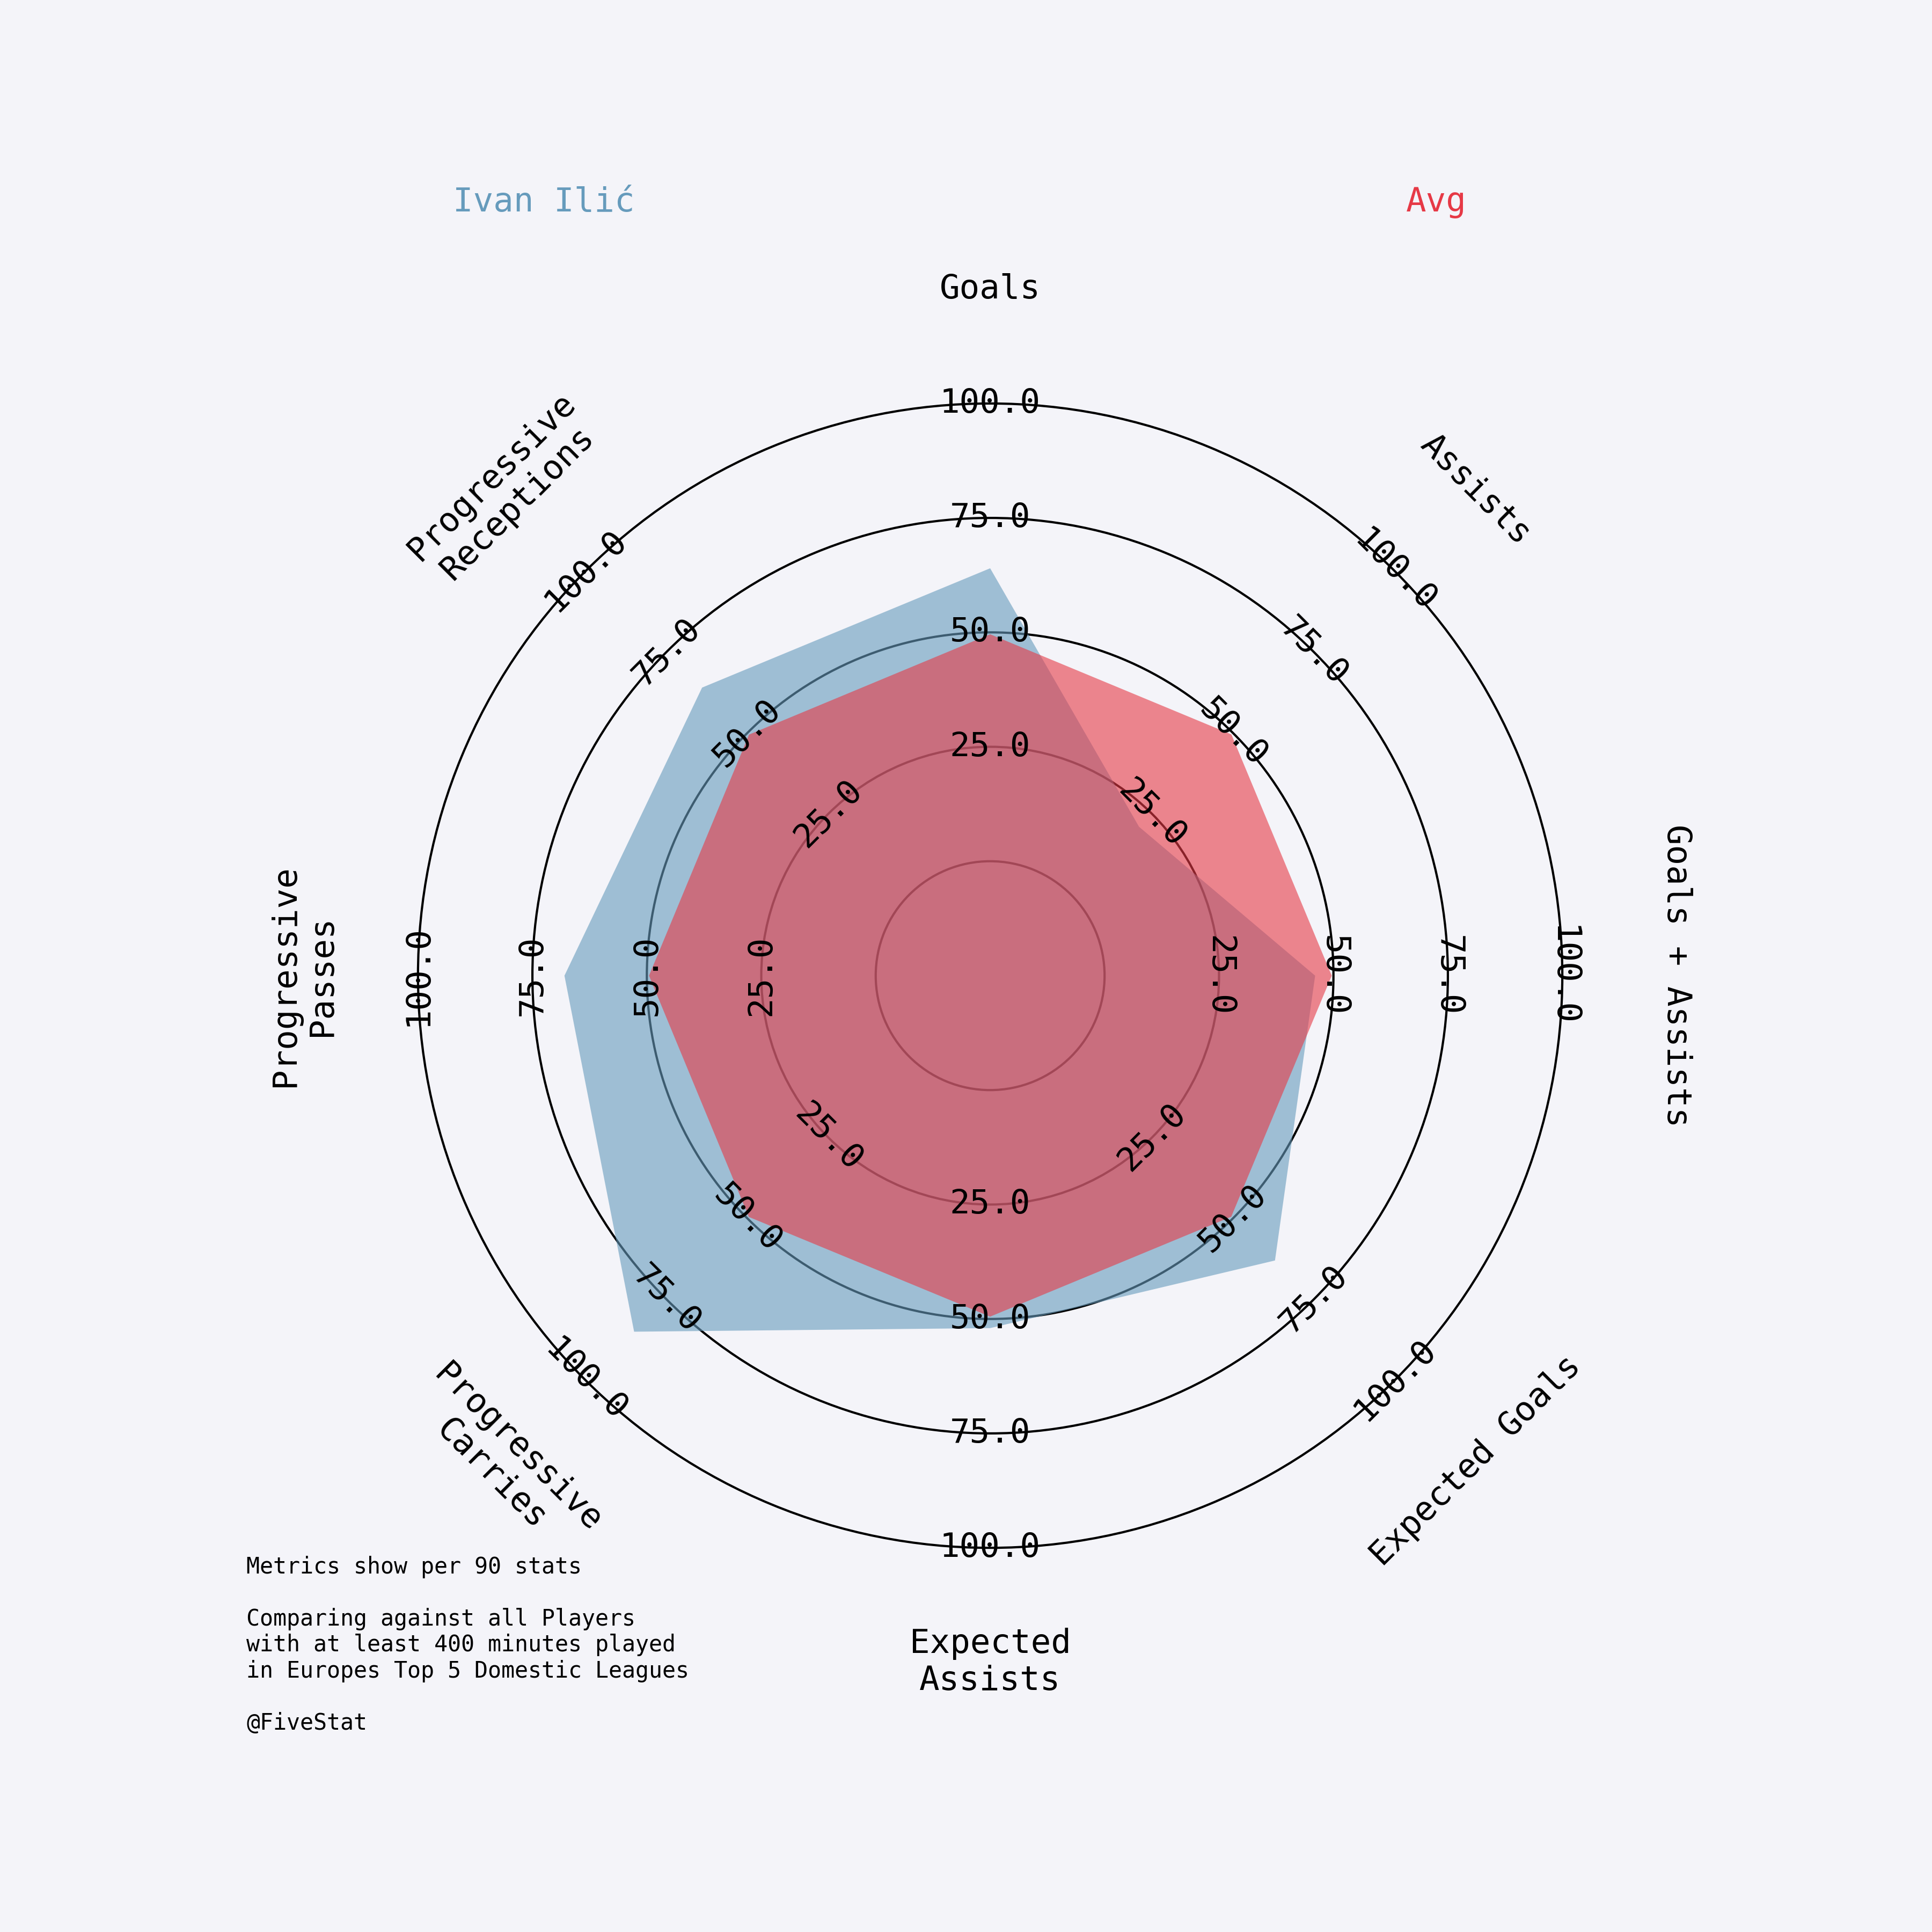 Ivan Ilić
Avg
Goals
Assists
Goals + Assists
Expected Goals
Expected
Assists
Progressive
Carries
Progressive
Passes
Progressive
Receptions
100.0
75.0
50.0
25.0
100.0
75.0
50.0
25.0
100.0
75.0
50.0
25.0
100.0
75.0
50.0
25.0
25.0
50.0
75.0
100.0
25.0
50.0
75.0
100.0
100.0
75.0
50.0
25.0
100.0
75.0
50.0
25.0
Metrics show per 90 stats
Comparing against all Players
with at least 400 minutes played
in Europes Top 5 Domestic Leagues
@FiveStat